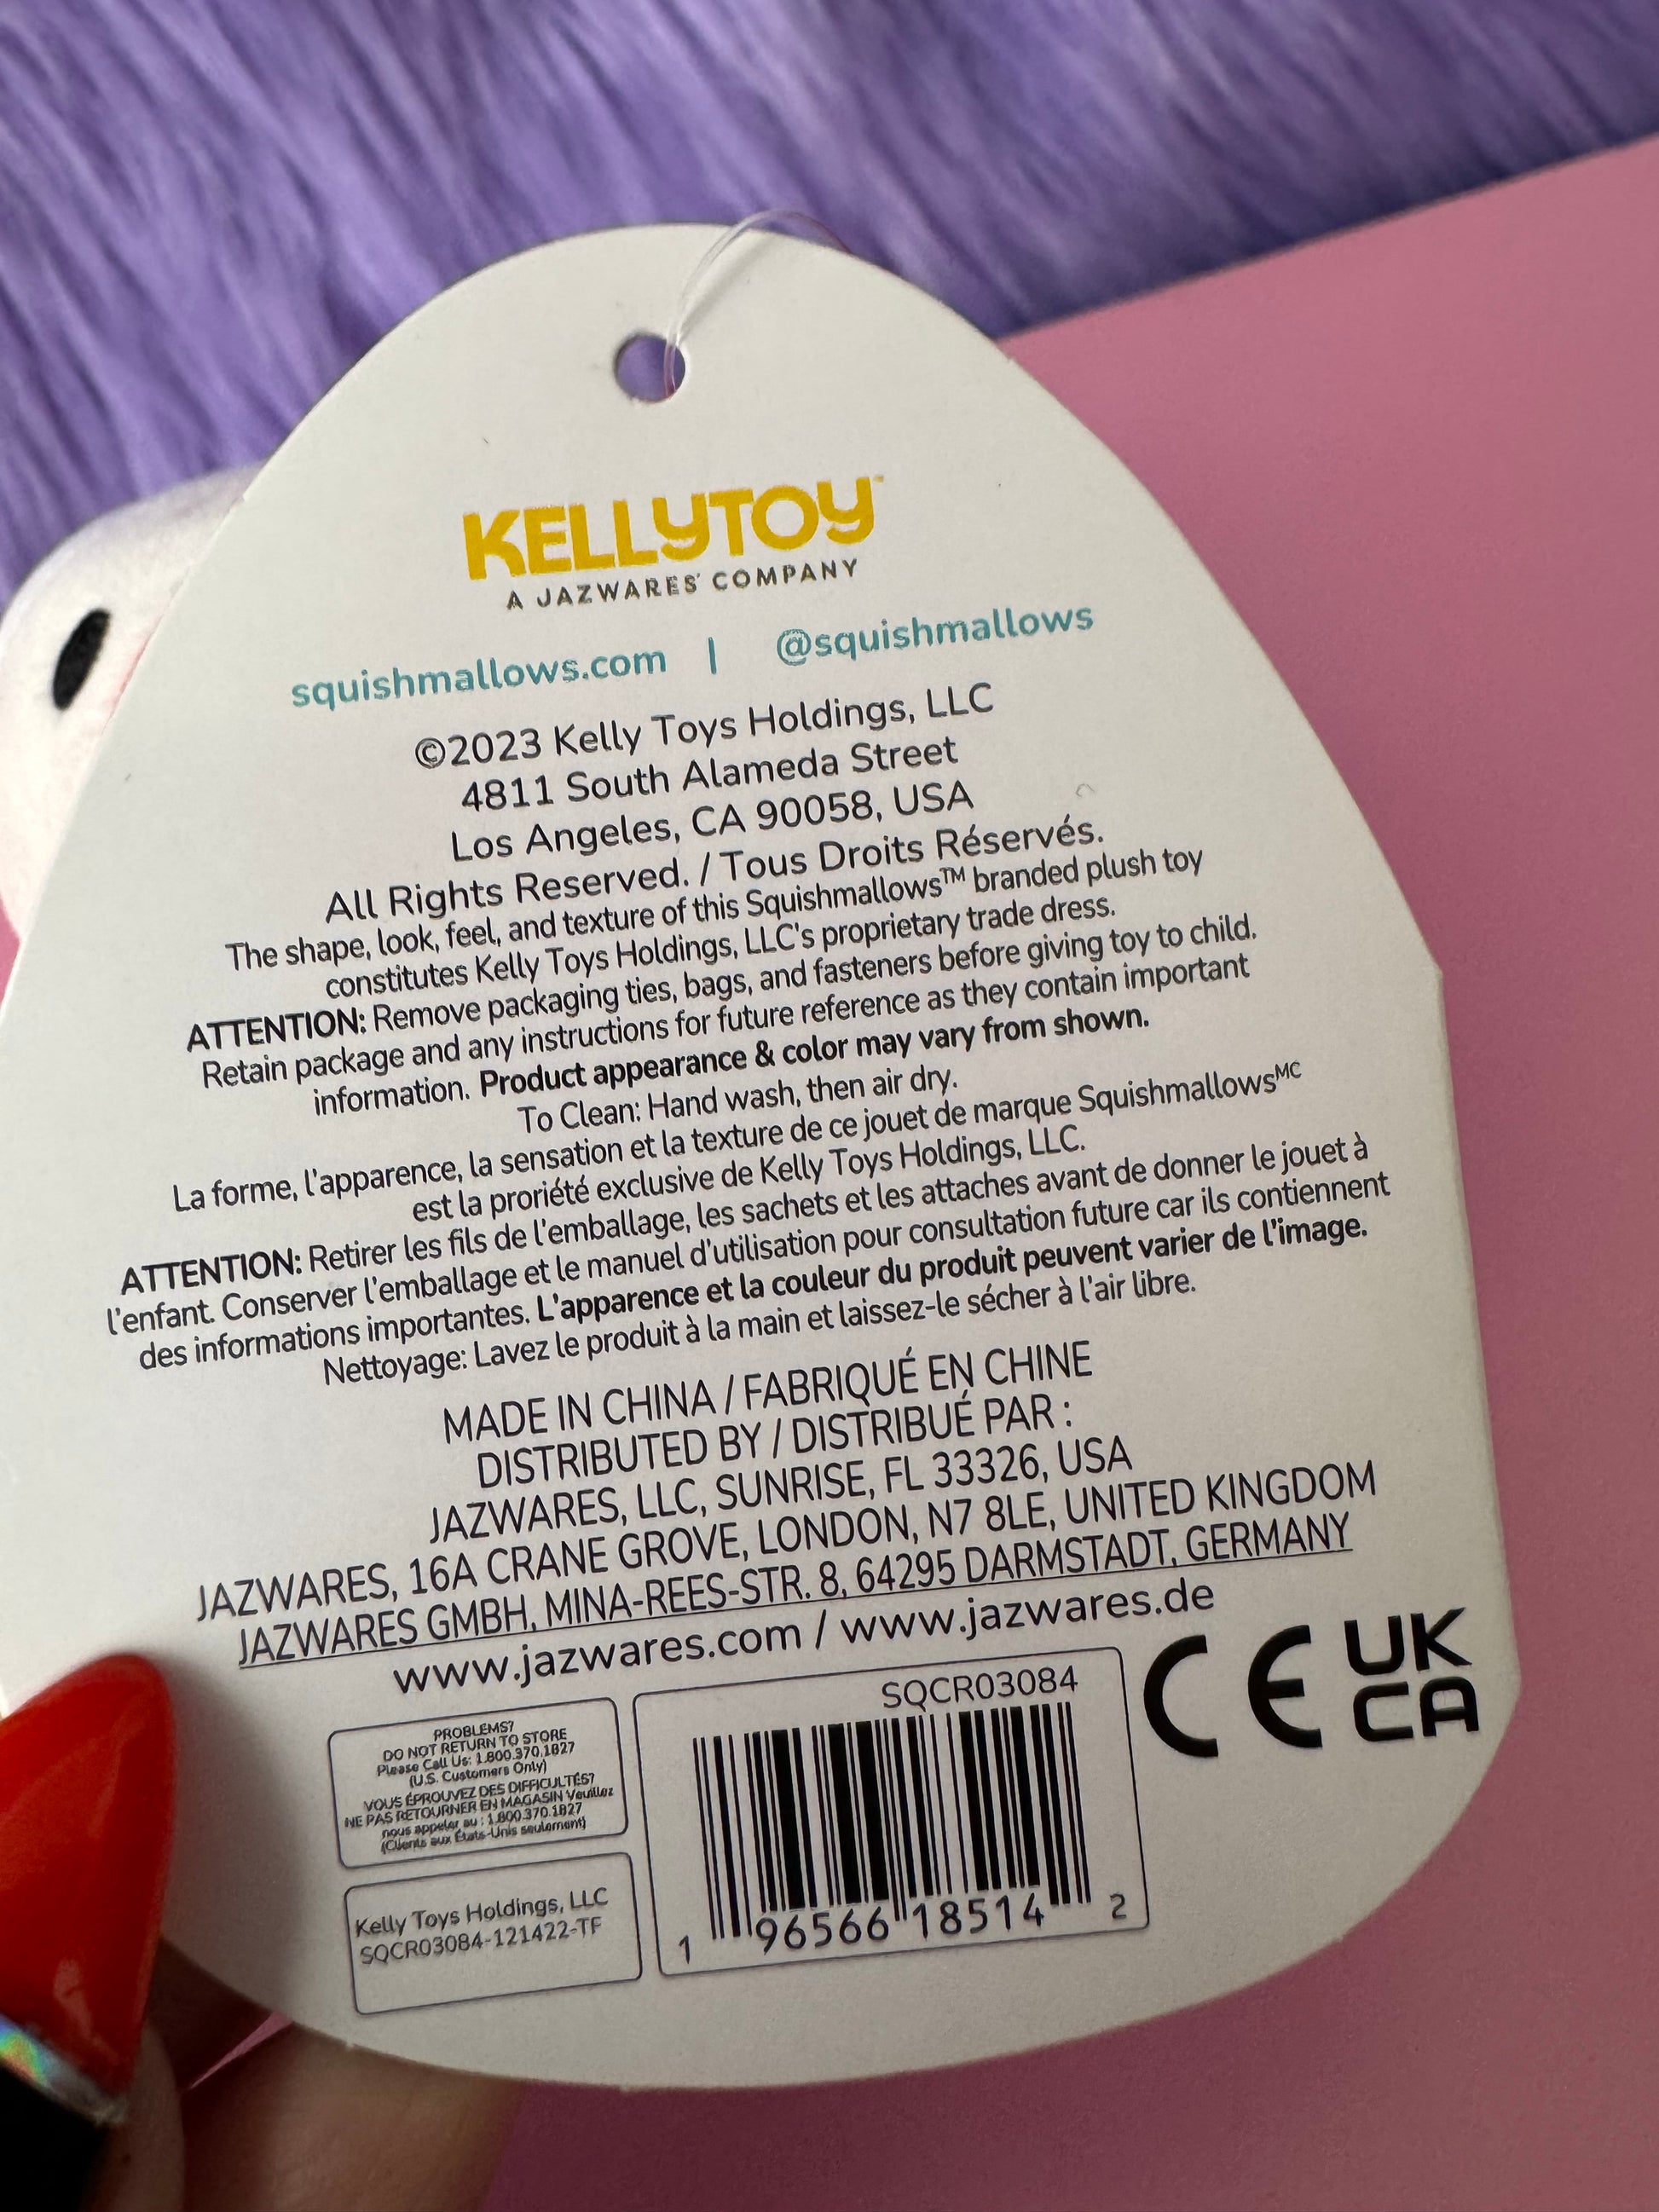 KELLYTOY™
A JAZWARES® COMPANY
squishmallows.com | @squishmallows
©2023 Kelly Toys Holdings, LLC
4811 South Alameda Street
Los Angeles, CA 90058, USA
All Rights Reserved. / Tous Droits Réservés.
The shape, look, feel, and texture of this Squishmallows™ branded plush toy
constitutes Kelly Toys Holdings, LLC's proprietary trade dress.
ATTENTION: Remove packaging ties, bags, and fasteners before giving toy to child.
Retain package and any instructions for future reference as they contain important
information. Product appearance & color may vary from shown.
To Clean: Hand wash, then air dry.
La forme, l'apparence, la sensation et la texture de ce jouet de marque Squishmallowsᴹᶜ
est la proriété exclusive de Kelly Toys Holdings, LLC.
ATTENTION: Retirer les fils de l'emballage, les sachets et les attaches avant de donner le jouet à
l'enfant. Conserver l'emballage et le manuel d'utilisation pour consultation future car ils contiennent
des informations importantes. L'apparence et la couleur du produit peuvent varier de l'image.
Nettoyage: Lavez le produit à la main et laissez-le sécher à l'air libre.
MADE IN CHINA / FABRIQUÉ EN CHINE
DISTRIBUTED BY / DISTRIBUÉ PAR :
JAZWARES, LLC, SUNRISE, FL 33326, USA
JAZWARES, 16A CRANE GROVE, LONDON, N7 8LE, UNITED KINGDOM
JAZWARES GMBH, MINA-REES-STR. 8, 64295 DARMSTADT, GERMANY
www.jazwares.com / www.jazwares.de
PROBLEMS?
DO NOT RETURN TO STORE
Please Call Us: 1.800.370.1827
(U.S. Customers Only)
VOUS ÉPROUVEZ DES DIFFICULTÉS?
NE PAS RETOURNER EN MAGASIN Veuillez
nous appeler au : 1.800.370.1827
(Clients aux États-Unis seulement)
Kelly Toys Holdings, LLC
SQCR03084-121422-TF
SQCR03084
1 96566 18514 2
CE
UK
CA